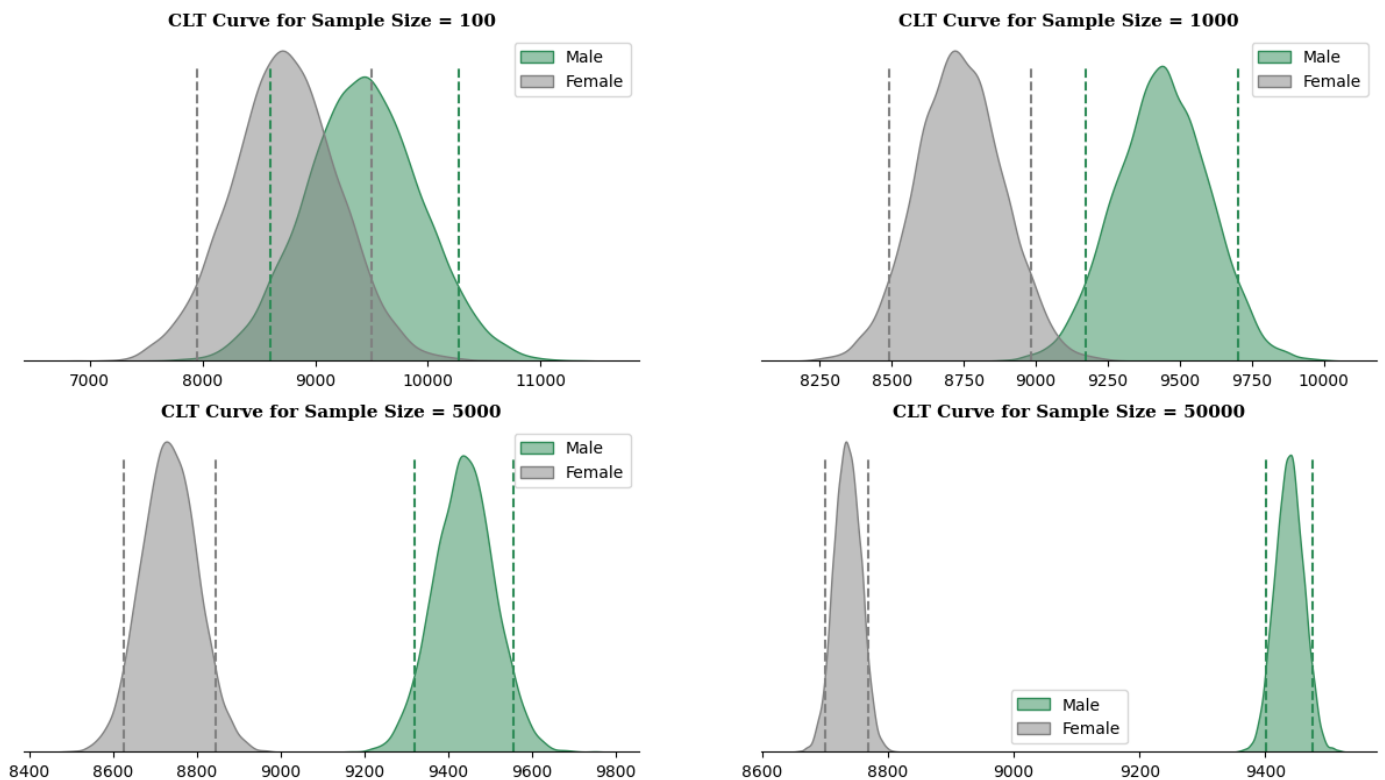 CLT Curve for Sample Size = 100
Male
Female
7000 8000 9000 10000 11000
CLT Curve for Sample Size = 1000
Male
Female
8250 8500 8750 9000 9250 9500 9750 10000
CLT Curve for Sample Size = 5000
Male
Female
8400 8600 8800 9000 9200 9400 9600 9800
CLT Curve for Sample Size = 50000
Male
Female
8600 8800 9000 9200 9400